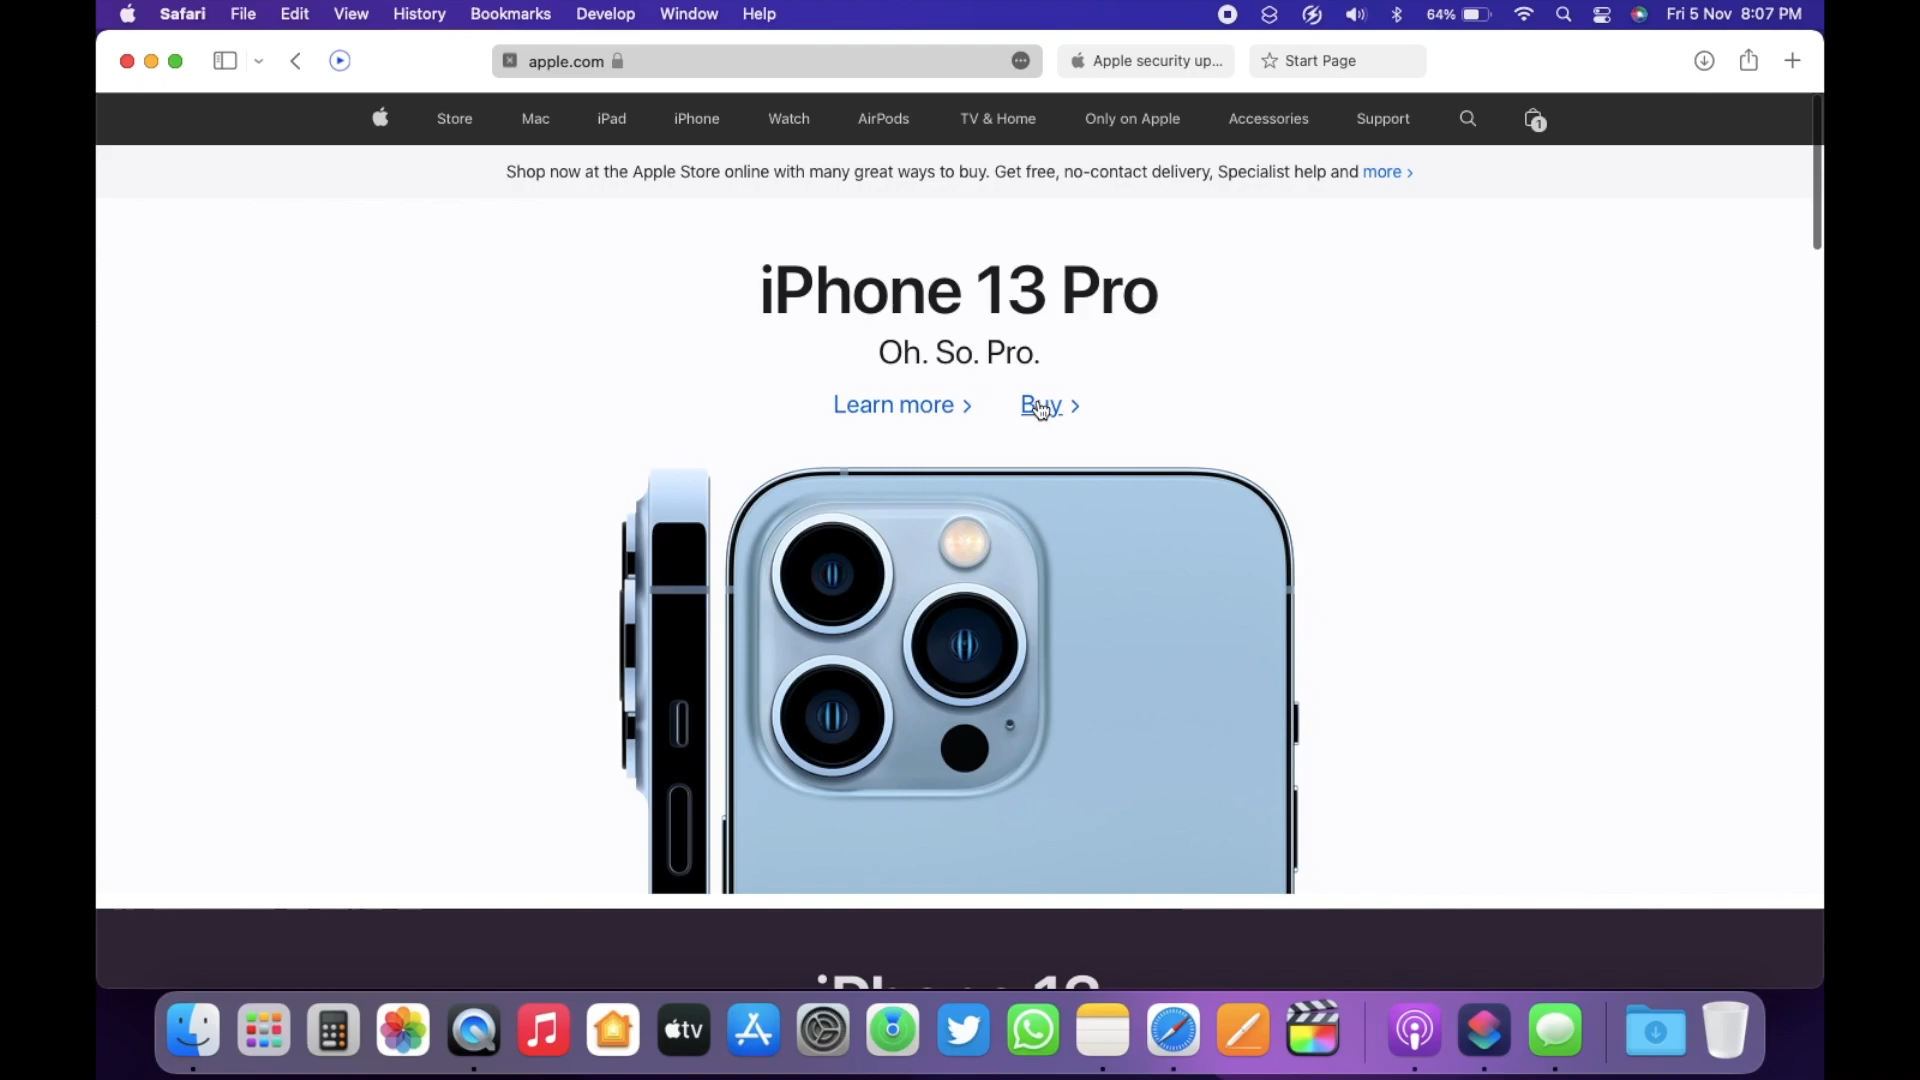 Safari File Edit View History Bookmarks Develop Window Help 64% Fri 5 Nov 8:07 PM
apple.com Apple security up... Start Page
Store Mac iPad iPhone Watch AirPods TV & Home Only on Apple Accessories Support 1
Shop now at the Apple Store online with many great ways to buy. Get free, no-contact delivery, Specialist help and more >
iPhone 13 Pro
Oh. So. Pro.
Learn more > Buy >
tv